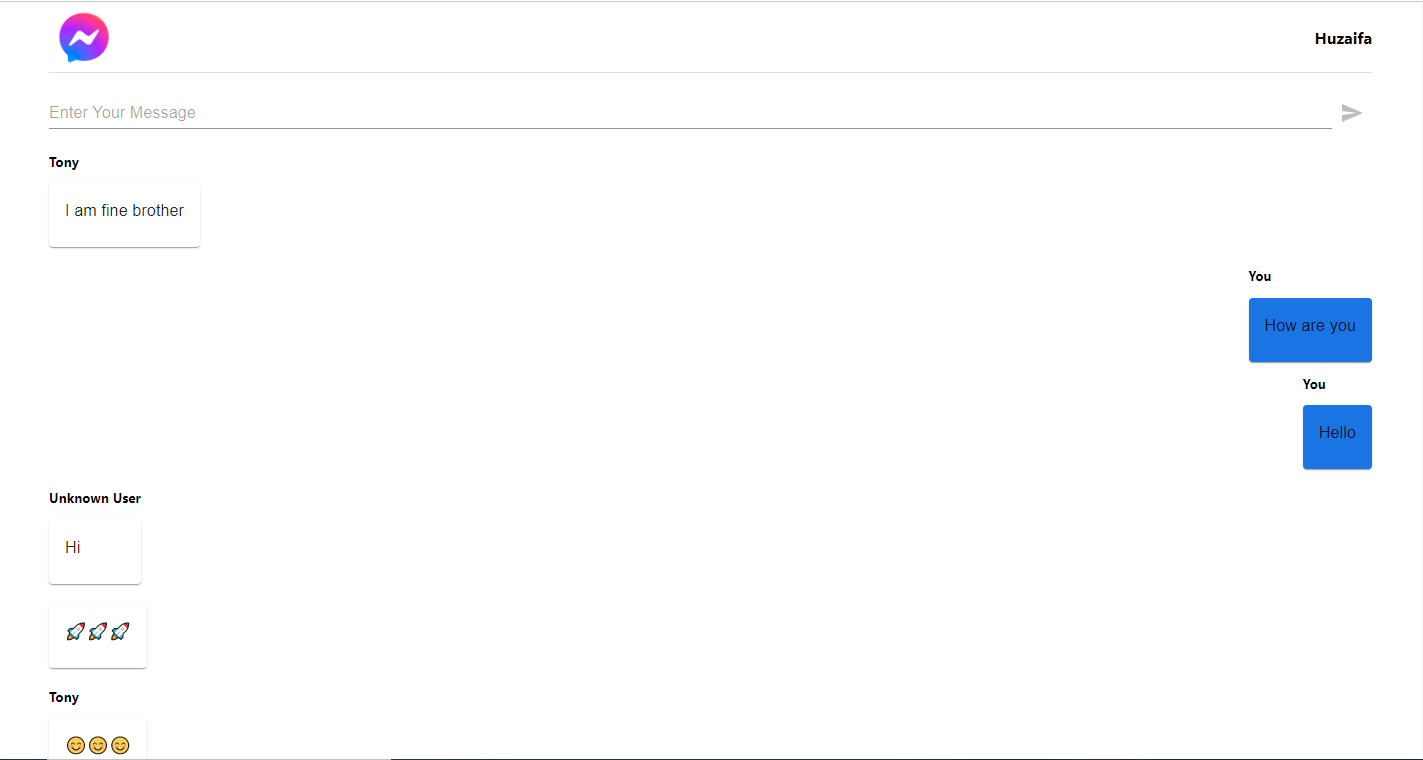 Huzaifa
Enter Your Message
Tony
I am fine brother
You
How are you
You
Hello
Unknown User
Hi
🚀🚀🚀
Tony
😊😊😊